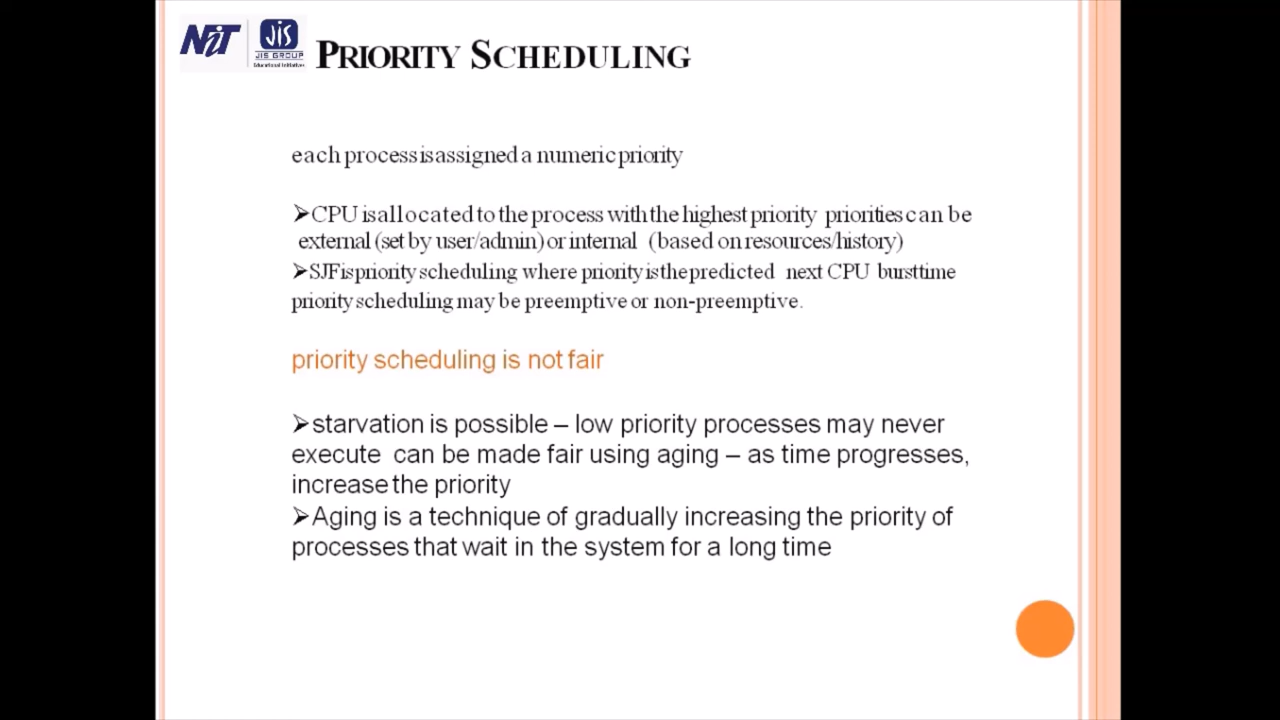 NiT
JIS
JIS GROUP
Educational Initiatives
PRIORITY SCHEDULING
each process is assigned a numeric priority
➢CPU is allocated to the process with the highest priority priorities can be
external (set by user/admin) or internal (based on resources/history)
➢SJF is priority scheduling where priority is the predicted next CPU burst time
priority scheduling may be preemptive or non-preemptive.
priority scheduling is not fair
➢starvation is possible – low priority processes may never
execute can be made fair using aging – as time progresses,
increase the priority
➢Aging is a technique of gradually increasing the priority of
processes that wait in the system for a long time